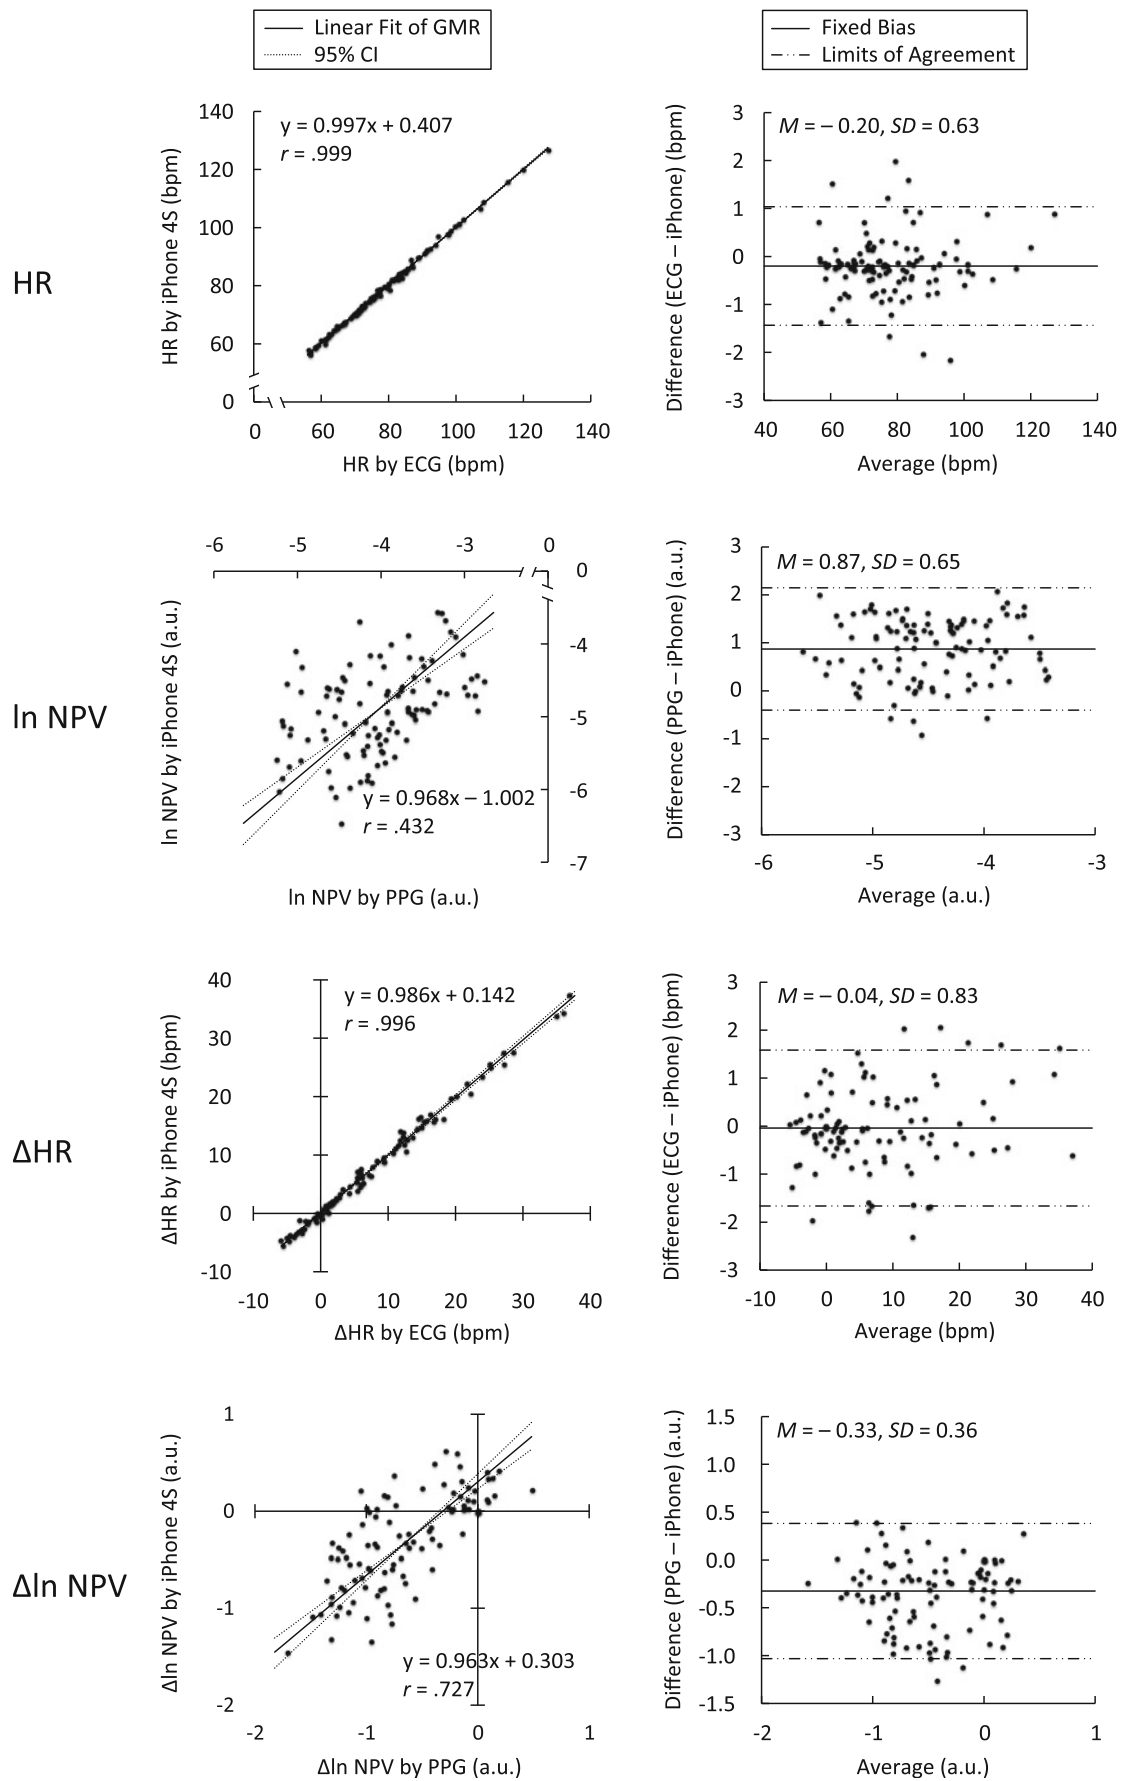 Linear Fit of GMR
95% CI
Fixed Bias
Limits of Agreement
HR
HR by iPhone 4S (bpm)
140
120
100
80
60
0
y = 0.997x + 0.407
r = .999
0 60 80 100 120 140
HR by ECG (bpm)
Difference (ECG – iPhone) (bpm)
3
2
1
0
-1
-2
-3
M = – 0.20, SD = 0.63
40 60 80 100 120 140
Average (bpm)
ln NPV
ln NPV by iPhone 4S (a.u.)
-6 -5 -4 -3 0
0
-4
-5
-6
-7
y = 0.968x – 1.002
r = .432
ln NPV by PPG (a.u.)
Difference (PPG – iPhone) (a.u.)
3
2
1
0
-1
-2
-3
M = 0.87, SD = 0.65
-6 -5 -4 -3
Average (a.u.)
ΔHR
ΔHR by iPhone 4S (bpm)
40
30
20
10
0
-10
y = 0.986x + 0.142
r = .996
-10 0 10 20 30 40
ΔHR by ECG (bpm)
Difference (ECG – iPhone) (bpm)
3
2
1
0
-1
-2
-3
M = – 0.04, SD = 0.83
-10 0 10 20 30 40
Average (bpm)
Δln NPV
Δln NPV by iPhone 4S (a.u.)
1
0
-1
-2
y = 0.963x + 0.303
r = .727
-2 -1 0 1
Δln NPV by PPG (a.u.)
Difference (PPG – iPhone) (a.u.)
1.5
1.0
0.5
0.0
-0.5
-1.0
-1.5
M = – 0.33, SD = 0.36
-2 -1 0 1
Average (a.u.)